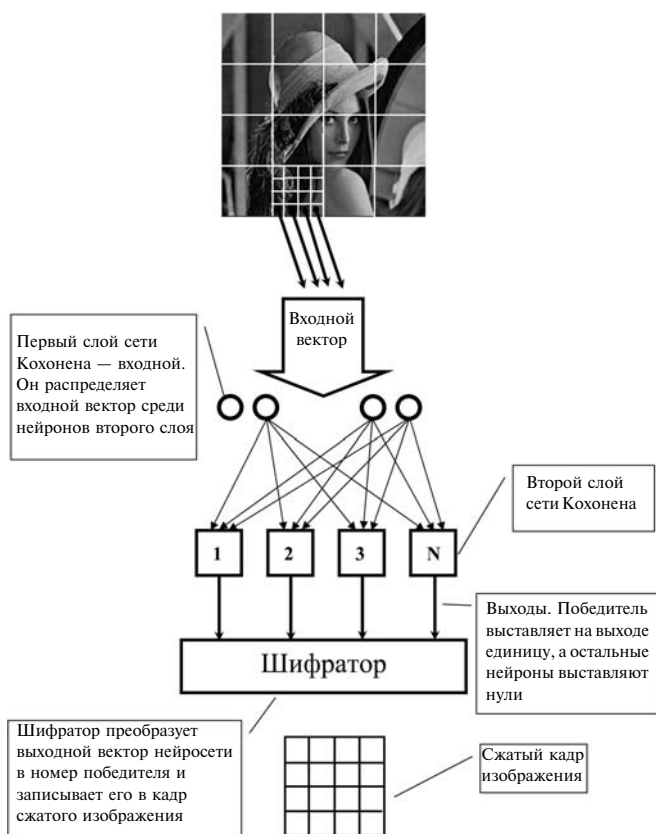 Входной
вектор
Первый слой сети
Кохонена — входной.
Он распределяет
входной вектор среди
нейронов второго слоя
Второй слой
сети Кохонена
1
2
3
N
Выходы. Победитель
выставляет на выходе
единицу, а остальные
нейроны выставляют
нули
Шифратор
Шифратор преобразует
выходной вектор нейросети
в номер победителя и
записывает его в кадр
сжатого изображения
Сжатый кадр
изображения